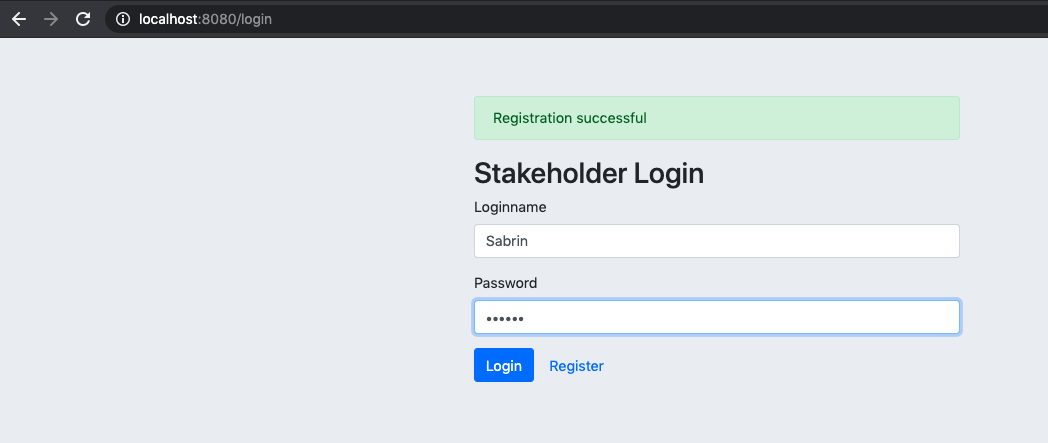 localhost:8080/login
Registration successful
Stakeholder Login
Loginname
Sabrin
Password
••••••
Login Register